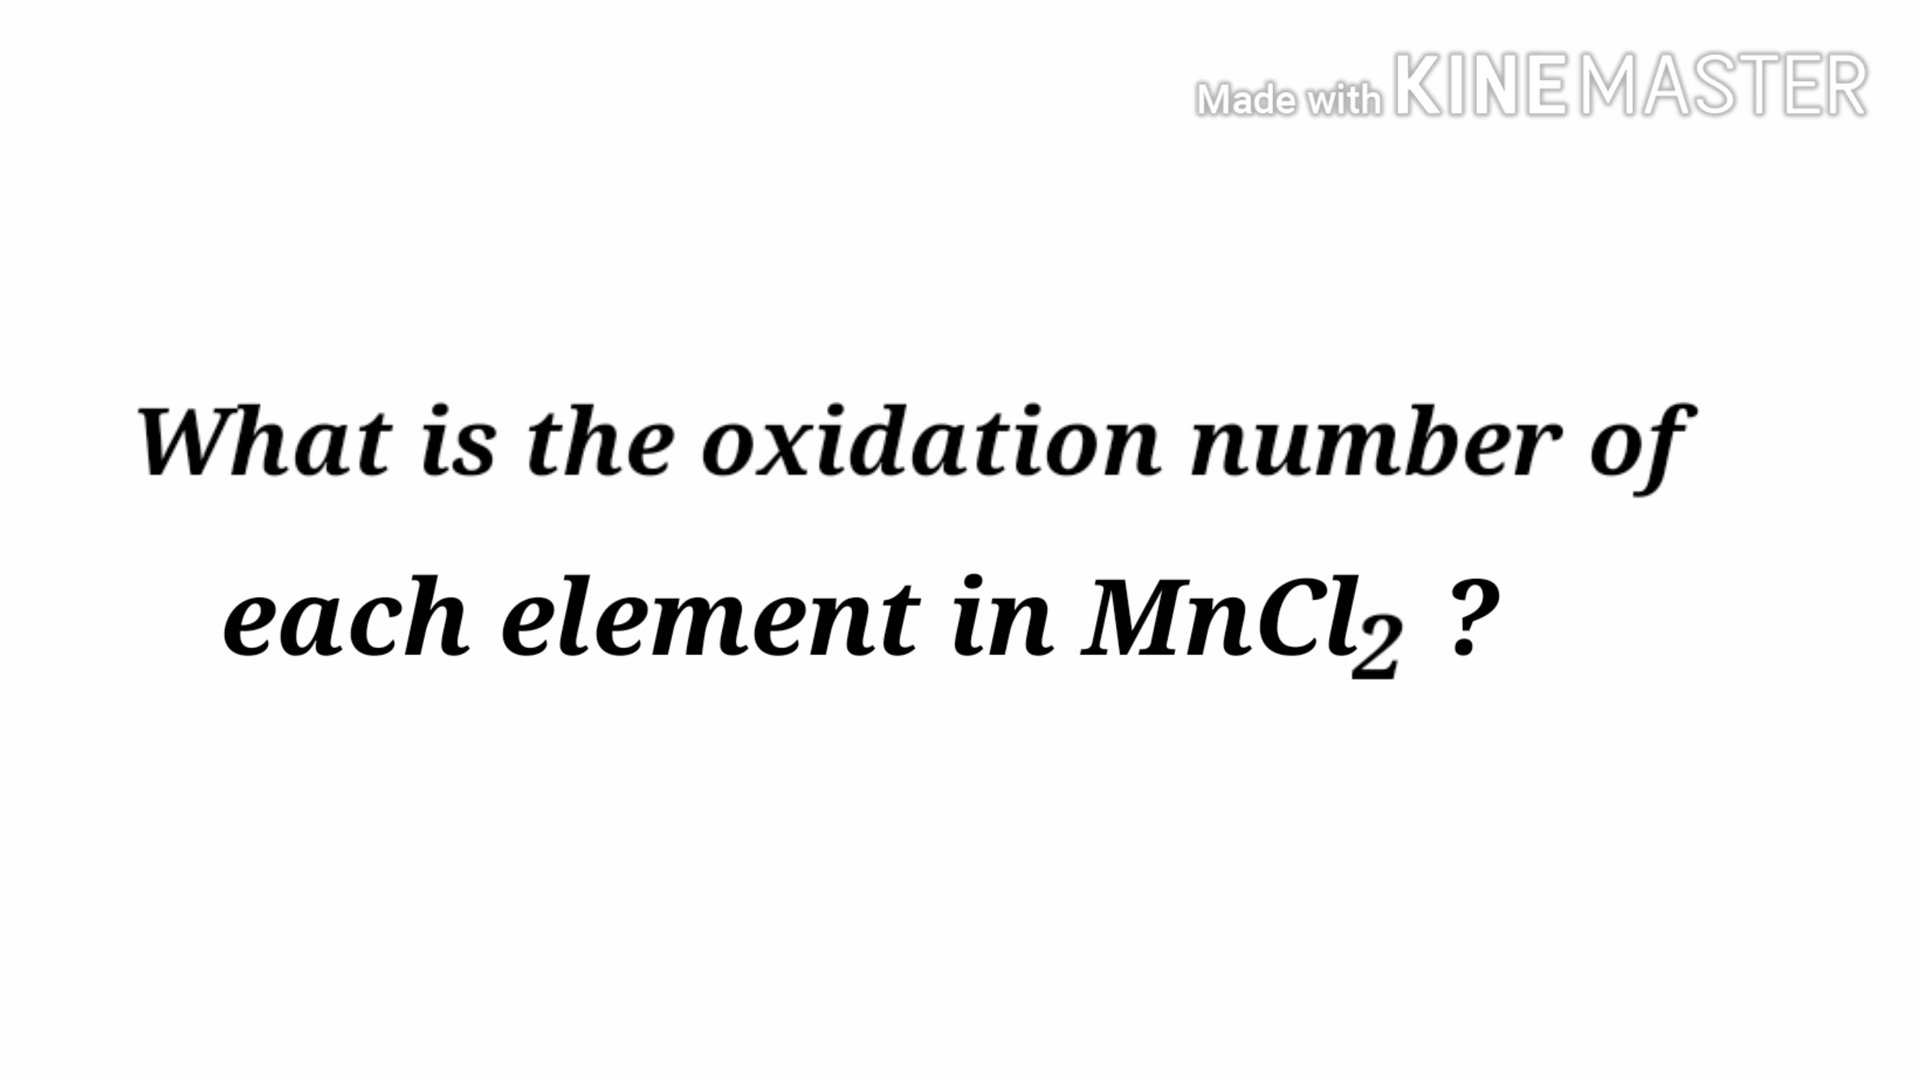 Made with KINEMASTER
What is the oxidation number of
each element in MnCl₂ ?